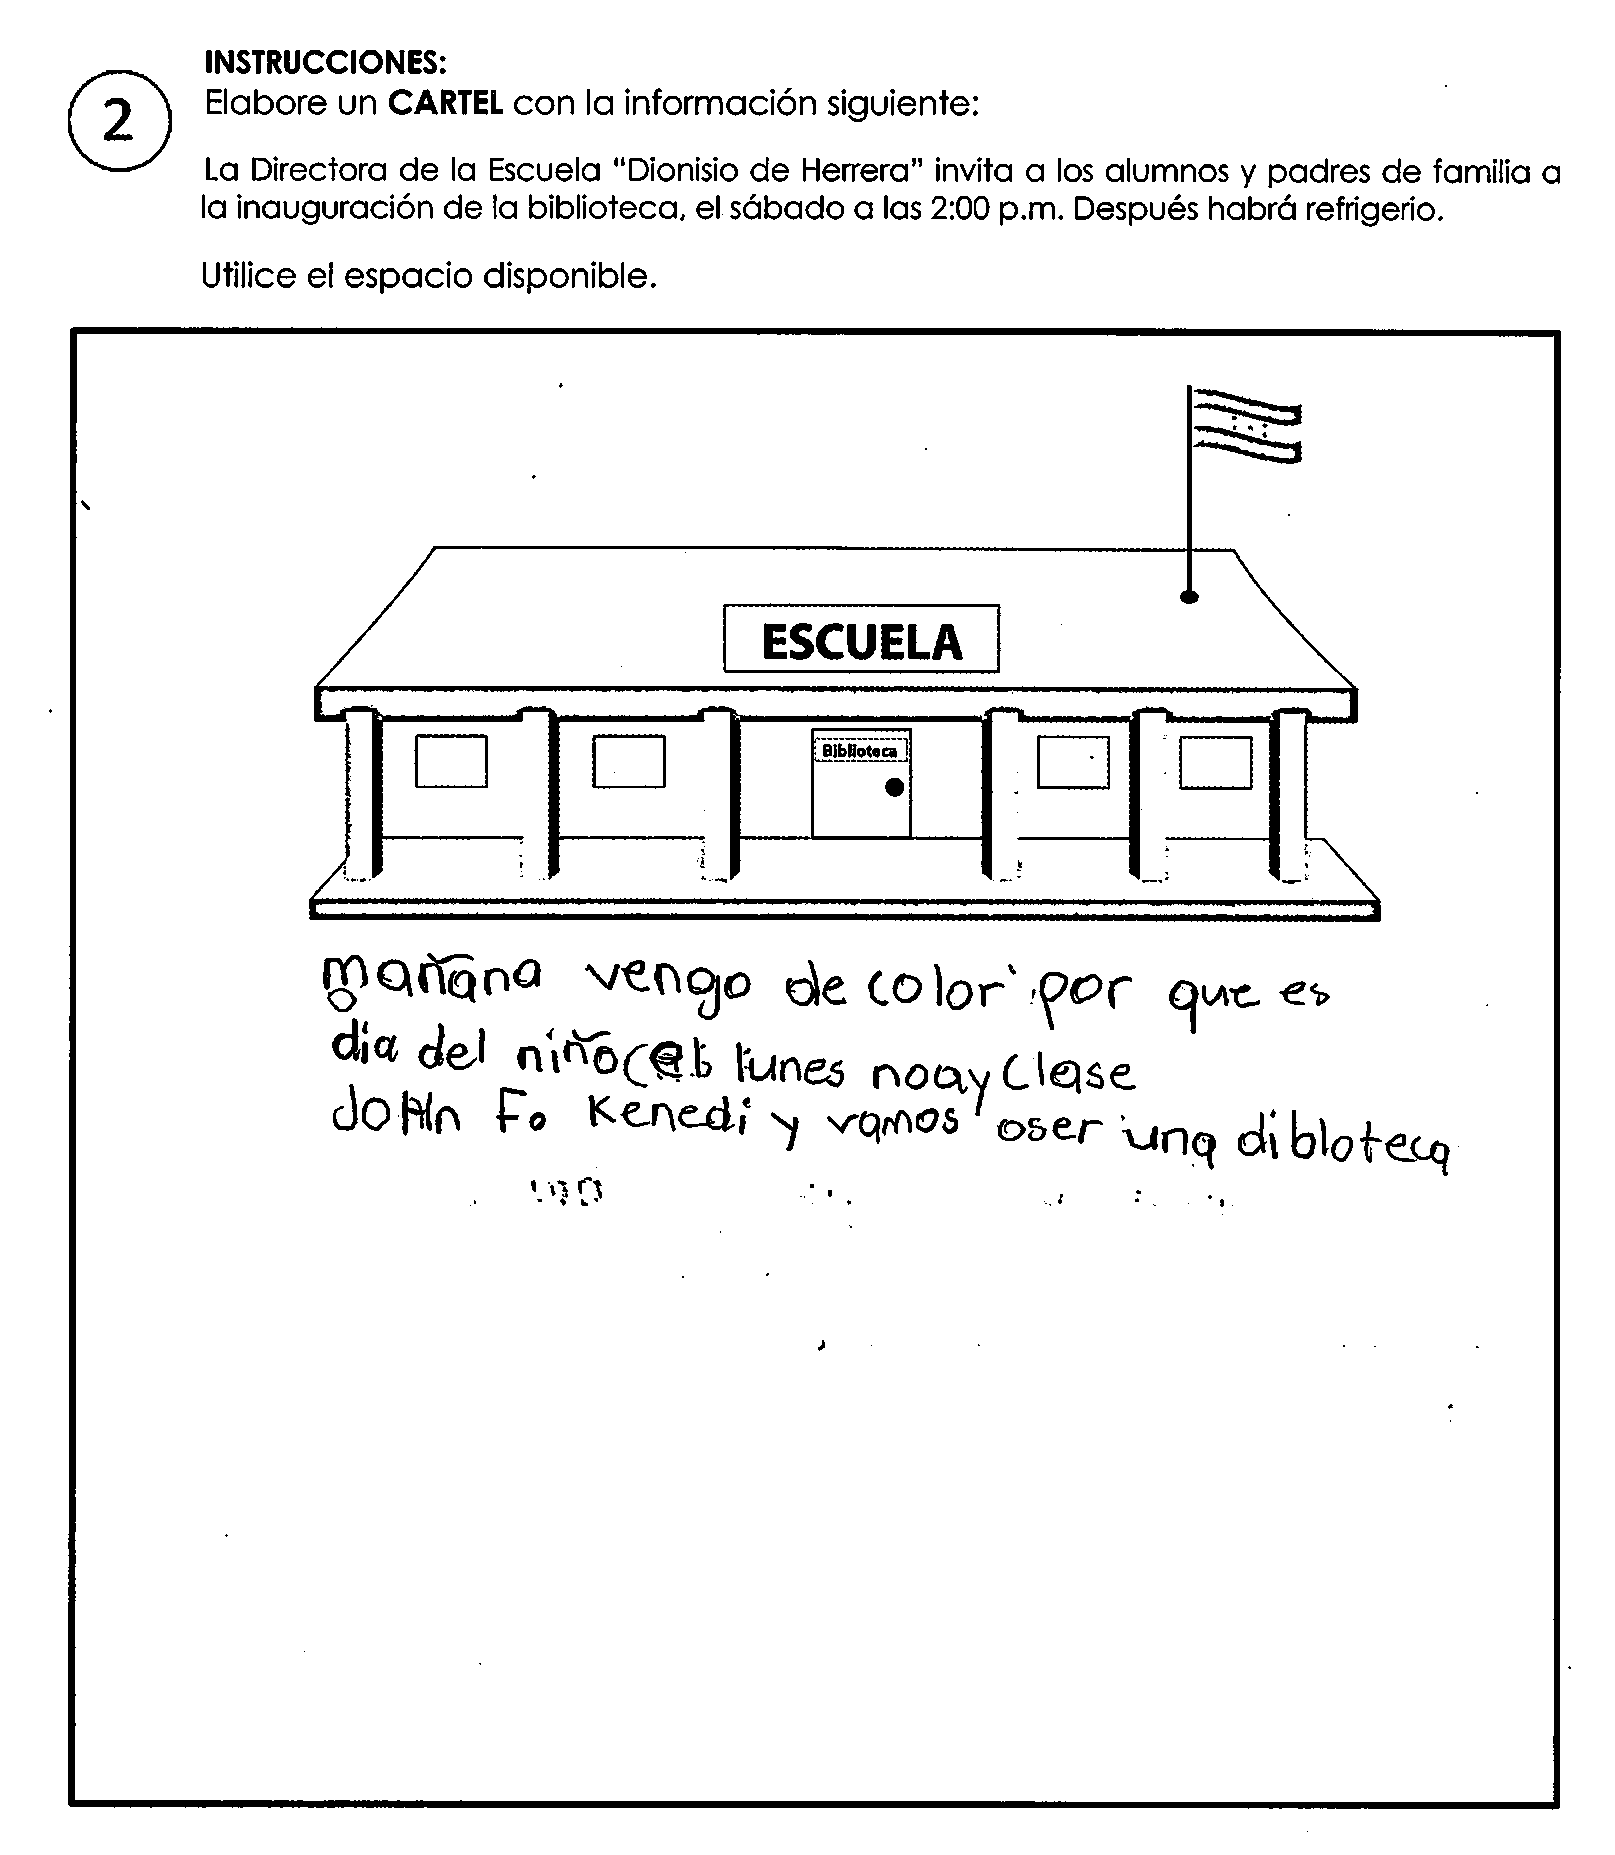 INSTRUCCIONES:
2
Elabore un CARTEL con la información siguiente:
La Directora de la Escuela "Dionisio de Herrera" invita a los alumnos y padres de familia a
la inauguración de la biblioteca, el sábado a las 2:00 p.m. Después habrá refrigerio.
Utilice el espacio disponible.
ESCUELA
Biblioteca
mañana vengo de color por que es
dia del niño lunes noay Clase
JOHn F. Kenedi y vamos oser una dibloteca